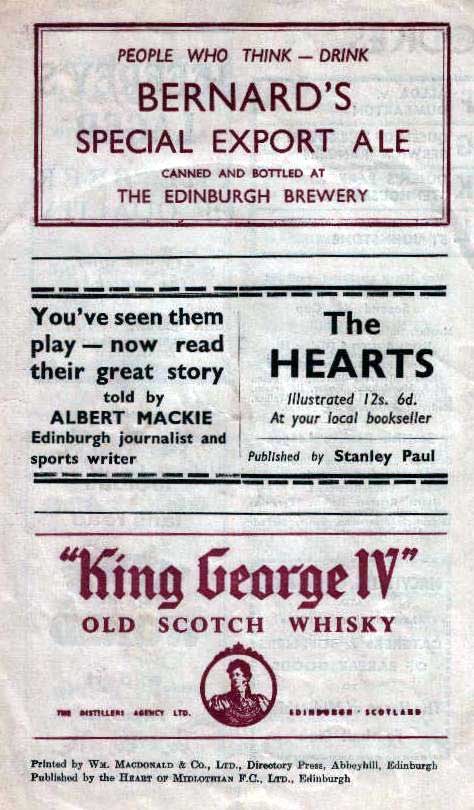 PEOPLE WHO THINK — DRINK
BERNARD'S
SPECIAL EXPORT ALE
CANNED AND BOTTLED AT
THE EDINBURGH BREWERY
You've seen them
play — now read
their great story
told by
ALBERT MACKIE
Edinburgh journalist and
sports writer
The
HEARTS
Illustrated 12s. 6d.
At your local bookseller
Published by Stanley Paul
"King George IV"
OLD SCOTCH WHISKY
THE DISTILLERS AGENCY LTD. EDINBURGH - SCOTLAND
Printed by WM. MACDONALD & CO., LTD., Directory Press, Abbeyhill, Edinburgh
Published by the HEART OF MIDLOTHIAN F.C., LTD., Edinburgh